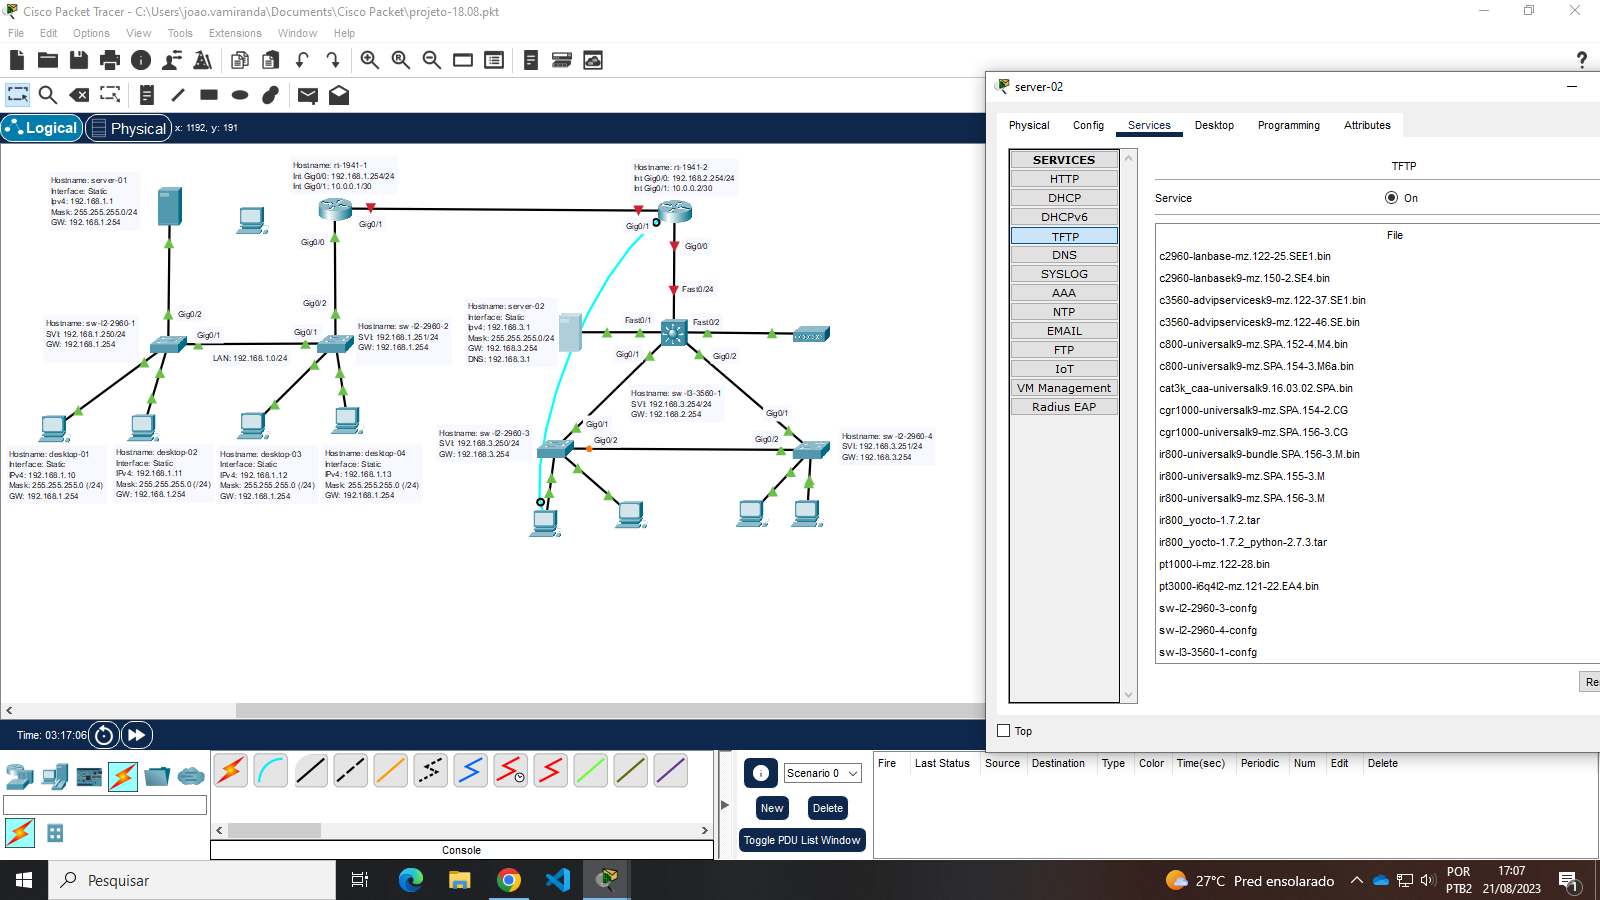 Cisco Packet Tracer - C:\Users\joao.vamiranda\Documents\Cisco Packet\projeto-18.08.pkt
File Edit Options View Tools Extensions Window Help
?
Logical
Physical
x: 1192, y: 191
Hostname: server-01
Interface: Static
Ipv4: 192.168.1.1
Mask: 255.255.255.0/24
GW: 192.168.1.254
Hostname: rt-1941-1
Int Gig0/0: 192.168.1.254/24
Int Gig0/1: 10.0.0.1/30
Hostname: rt-1941-2
Int Gig0/0: 192.168.2.254/24
Int Gig0/1: 10.0.0.2/30
Gig0/1
Gig0/1
Gig0/0
Gig0/0
Fast0/24
Gig0/2
Gig0/2
Hostname: sw-l2-2960-1
SVI: 192.168.1.250/24
GW: 192.168.1.254
Gig0/1
Gig0/1
LAN: 192.168.1.0/24
Hostname: sw-l2-2960-2
SVI: 192.168.1.251/24
GW: 192.168.1.254
Hostname: server-02
Interface: Static
Ipv4: 192.168.3.1
Mask: 255.255.255.0/24
GW: 192.168.3.254
DNS: 192.168.3.1
Fast0/1
Fast0/2
Gig0/1
Gig0/2
Hostname: sw-l3-3560-1
SVI: 192.168.3.254/24
GW: 192.168.2.254
Gig0/1
Gig0/2
Gig0/1
Gig0/2
Hostname: sw-l2-2960-3
SVI: 192.168.3.250/24
GW: 192.168.3.254
Hostname: sw-l2-2960-4
SVI: 192.168.3.251/24
GW: 192.168.3.254
Hostname: desktop-01
Interface: Static
IPv4: 192.168.1.10
Mask: 255.255.255.0 (/24)
GW: 192.168.1.254
Hostname: desktop-02
Interface: Static
IPv4: 192.168.1.11
Mask: 255.255.255.0 (/24)
GW: 192.168.1.254
Hostname: desktop-03
Interface: Static
IPv4: 192.168.1.12
Mask: 255.255.255.0 (/24)
GW: 192.168.1.254
Hostname: desktop-04
Interface: Static
IPv4: 192.168.1.13
Mask: 255.255.255.0 (/24)
GW: 192.168.1.254
server-02
Physical Config Services Desktop Programming Attributes
SERVICES
HTTP
DHCP
DHCPv6
TFTP
DNS
SYSLOG
AAA
NTP
EMAIL
FTP
IoT
VM Management
Radius EAP
TFTP
Service On
File
c2960-lanbase-mz.122-25.SEE1.bin
c2960-lanbasek9-mz.150-2.SE4.bin
c3560-advipservicesk9-mz.122-37.SE1.bin
c3560-advipservicesk9-mz.122-46.SE.bin
c800-universalk9-mz.SPA.152-4.M4.bin
c800-universalk9-mz.SPA.154-3.M6a.bin
cat3k_caa-universalk9.16.03.02.SPA.bin
cgr1000-universalk9-mz.SPA.154-2.CG
cgr1000-universalk9-mz.SPA.156-3.CG
ir800-universalk9-bundle.SPA.156-3.M.bin
ir800-universalk9-mz.SPA.155-3.M
ir800-universalk9-mz.SPA.156-3.M
ir800_yocto-1.7.2.tar
ir800_yocto-1.7.2_python-2.7.3.tar
pt1000-i-mz.122-28.bin
pt3000-i6q4l2-mz.121-22.EA4.bin
sw-l2-2960-3-confg
sw-l2-2960-4-confg
sw-l3-3560-1-confg
Re
Top
Time: 03:17:06
Console
Scenario 0
New
Delete
Toggle PDU List Window
Fire Last Status Source Destination Type Color Time(sec) Periodic Num Edit Delete
Pesquisar
27°C Pred ensolarado
POR
PTB2
17:07
21/08/2023
1